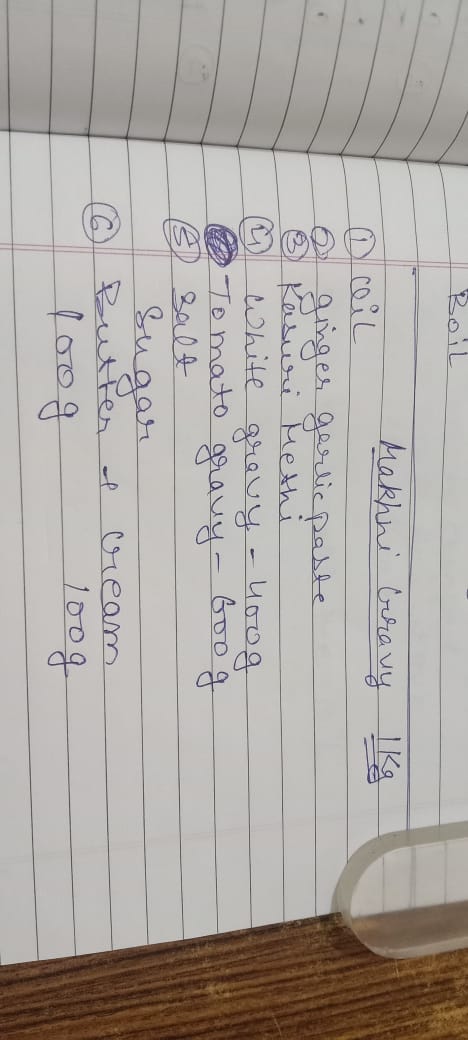 Boil
Makhni Gravy 1Kg
① oil
② ginger garlic paste
③ Kasuri Methi
④ White gravy - 400g
Tomato gravy - 600g
⑤ Salt
Sugar
⑥ Butter + Cream
100g 100g